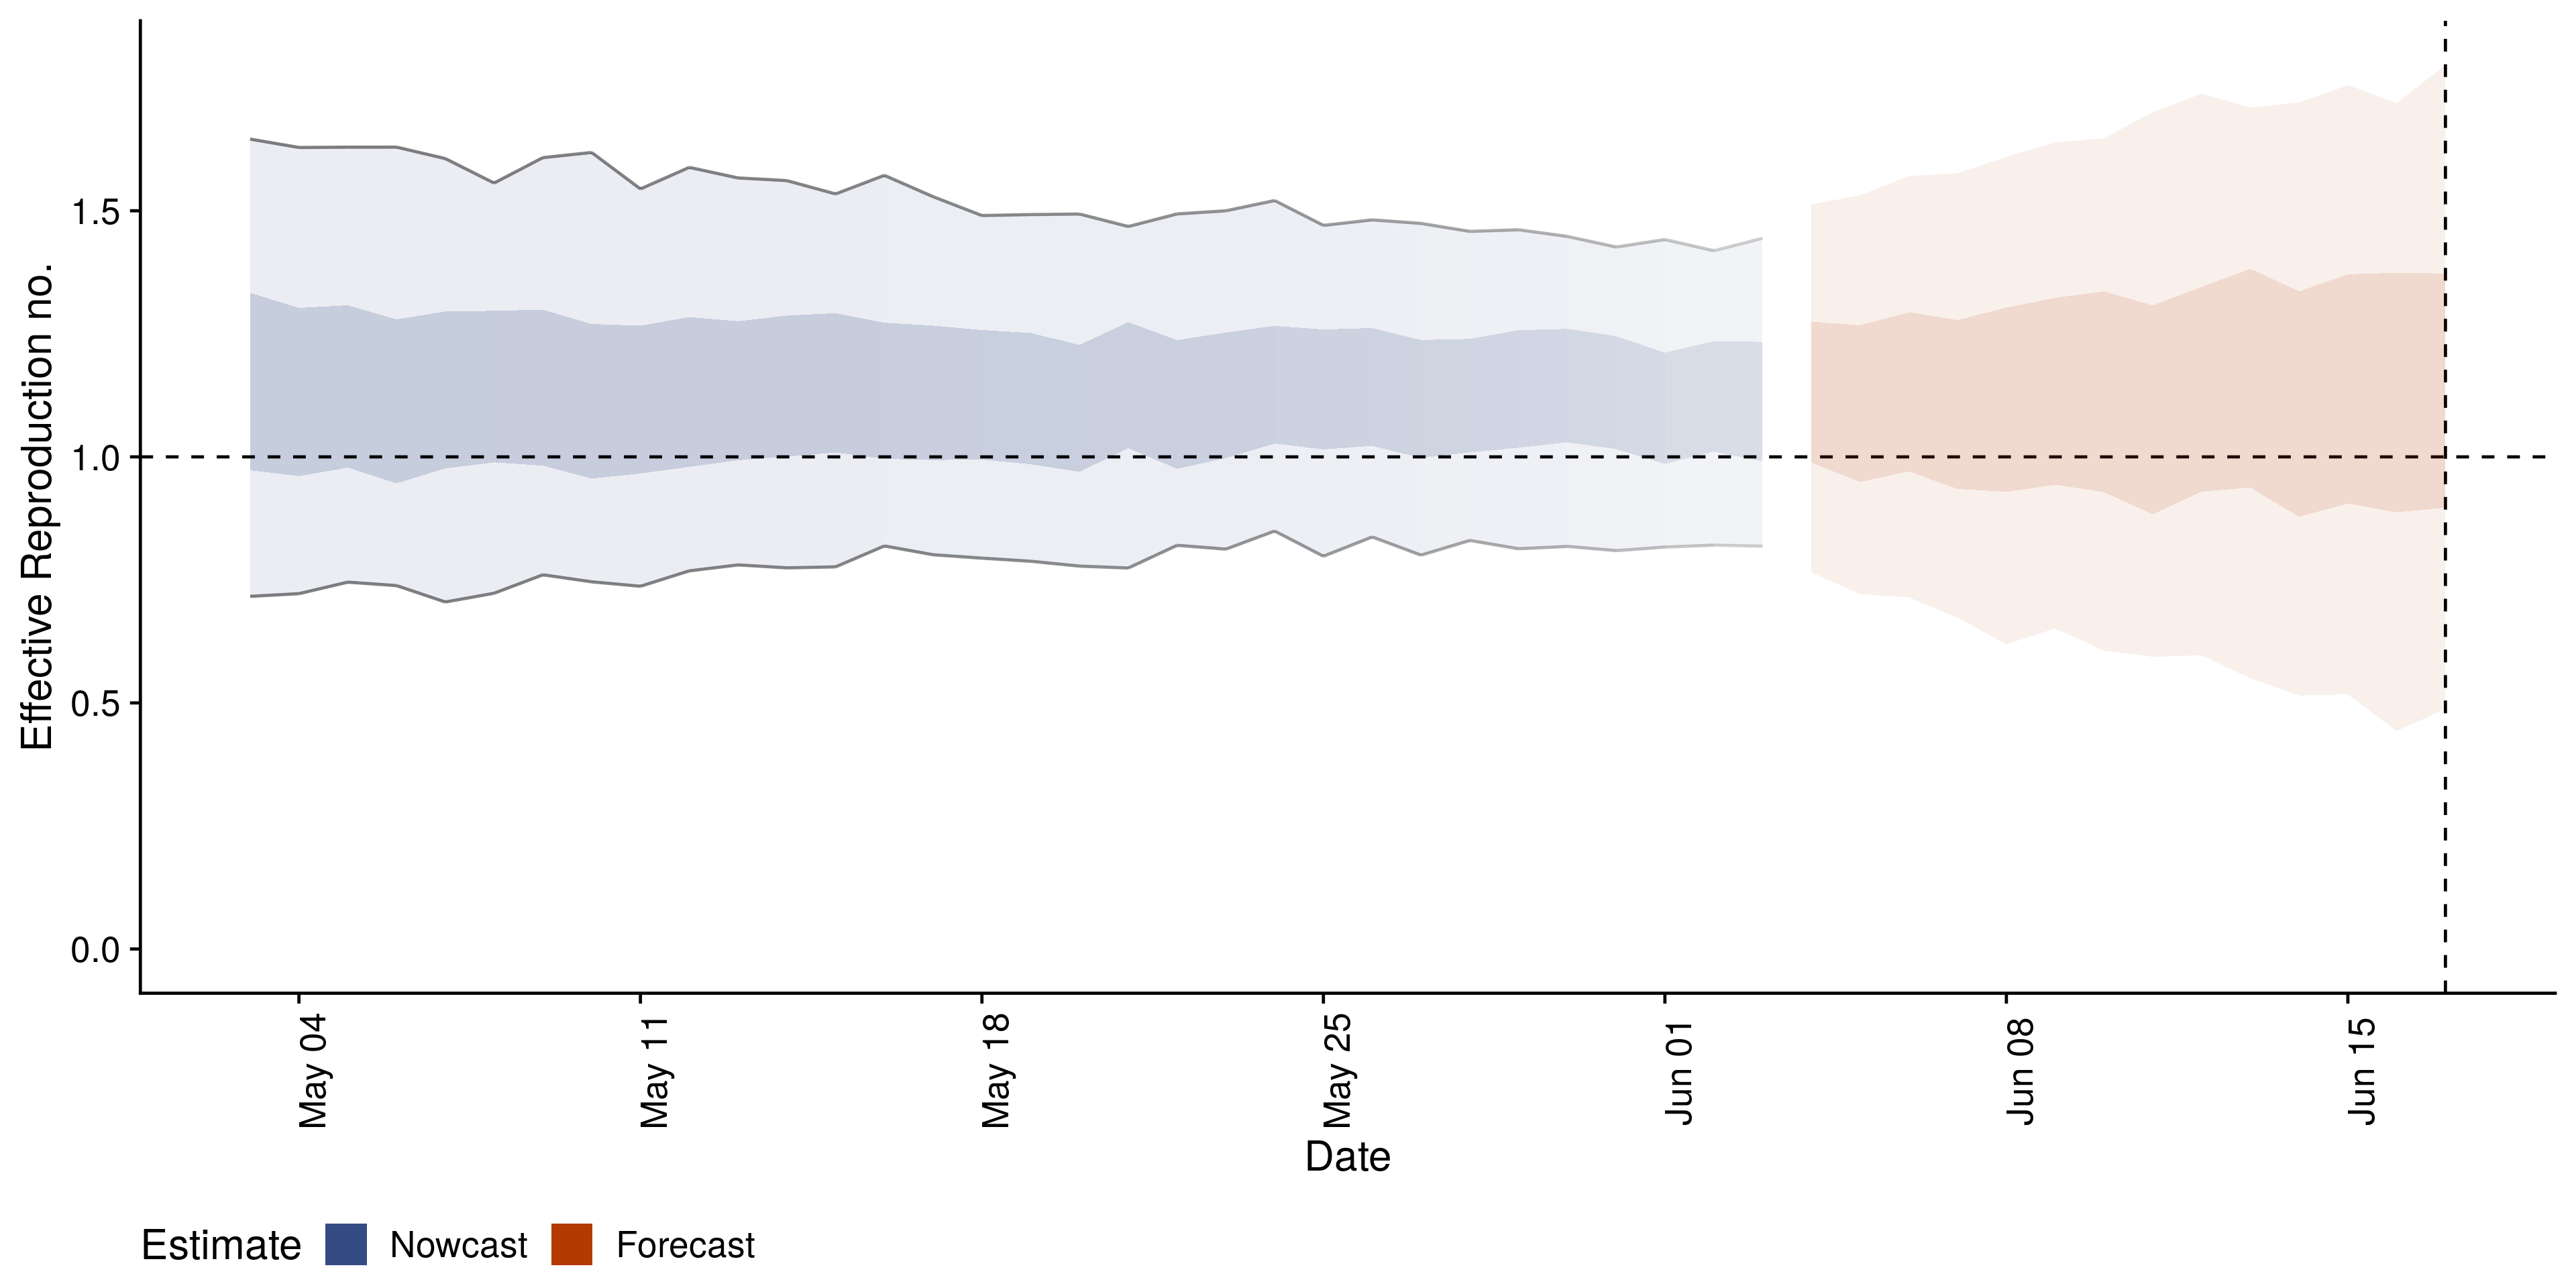 Effective Reproduction no.
1.5
1.0
0.5
0.0
May 04
May 11
May 18
May 25
Jun 01
Jun 08
Jun 15
Date
Estimate Nowcast Forecast